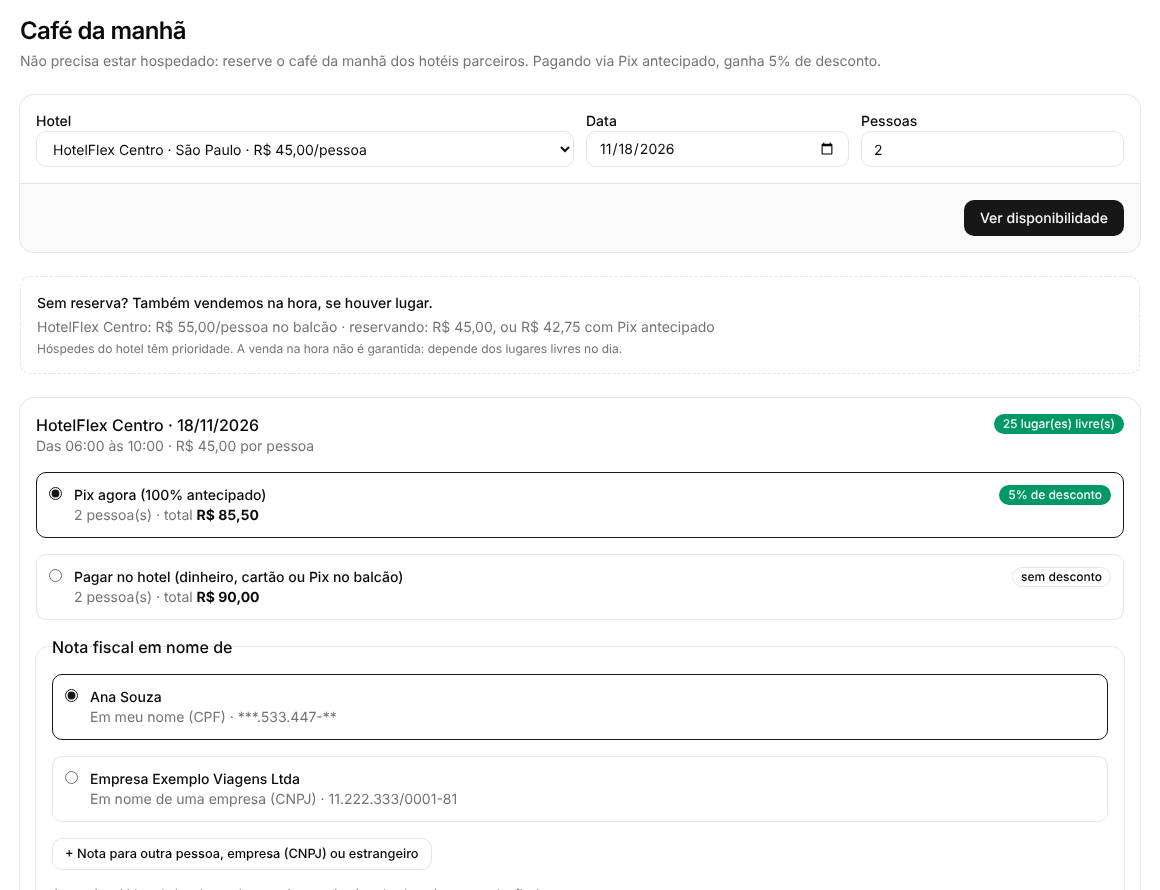 Café da manhã
Não precisa estar hospedado: reserve o café da manhã dos hotéis parceiros. Pagando via Pix antecipado, ganha 5% de desconto.
Hotel
Data
Pessoas
HotelFlex Centro · São Paulo · R$ 45,00/pessoa
11/18/2026
2
Ver disponibilidade
Sem reserva? Também vendemos na hora, se houver lugar.
HotelFlex Centro: R$ 55,00/pessoa no balcão · reservando: R$ 45,00, ou R$ 42,75 com Pix antecipado
Hóspedes do hotel têm prioridade. A venda na hora não é garantida: depende dos lugares livres no dia.
HotelFlex Centro · 18/11/2026
25 lugar(es) livre(s)
Das 06:00 às 10:00 · R$ 45,00 por pessoa
Pix agora (100% antecipado)
5% de desconto
2 pessoa(s) · total R$ 85,50
Pagar no hotel (dinheiro, cartão ou Pix no balcão)
sem desconto
2 pessoa(s) · total R$ 90,00
Nota fiscal em nome de
Ana Souza
Em meu nome (CPF) · ***.533.447-**
Empresa Exemplo Viagens Ltda
Em nome de uma empresa (CNPJ) · 11.222.333/0001-81
+ Nota para outra pessoa, empresa (CNPJ) ou estrangeiro